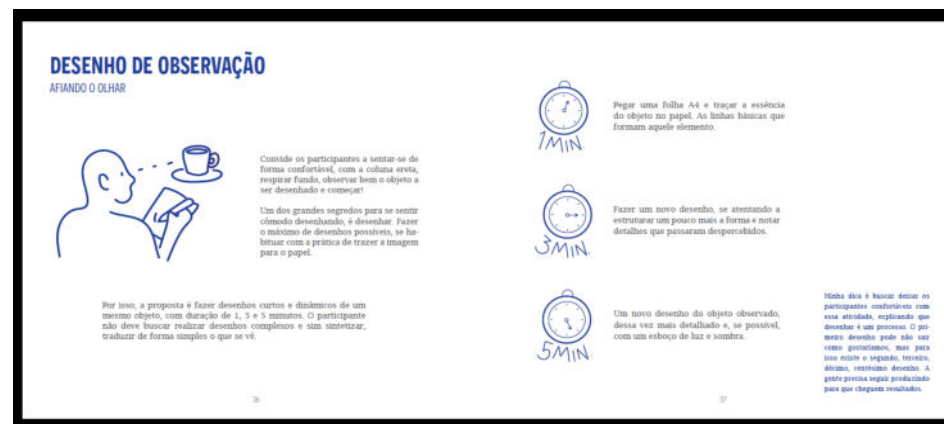 DESENHO DE OBSERVAÇÃO
AFIANDO O OLHAR
Convide os participantes a sentar-se de
forma confortável, com a coluna ereta,
respirar fundo, observar bem o objeto a
ser desenhado e começar!
Um dos grandes segredos para se sentir
cômodo desenhando, é desenhar. Fazer
o máximo de desenhos possíveis, se ha-
bituar com a prática de trazer a imagem
para o papel.
Por isso, a proposta é fazer desenhos curtos e dinâmicos de um
mesmo objeto, com duração de 1, 3 e 5 minutos. O participante
não deve buscar realizar desenhos complexos e sim sintetizar,
traduzir de forma simples o que se vê.
36
1MIN
Pegar uma folha A4 e traçar a essência
do objeto no papel. As linhas básicas que
formam aquele elemento.
3MIN.
Fazer um novo desenho, se atentando a
estruturar um pouco mais a forma e notar
detalhes que passaram despercebidos.
5MIN.
Um novo desenho do objeto observado,
dessa vez mais detalhado e, se possível,
com um esboço de luz e sombra.
Minha dica é buscar deixar os
participantes confortáveis com
essa atividade, explicando que
desenhar é um processo. O pri-
meiro desenho pode não sair
como gostaríamos, mas para
isso existe o segundo, terceiro,
décimo, centésimo desenho. A
gente precisa seguir produzindo
para que cheguem resultados.
37